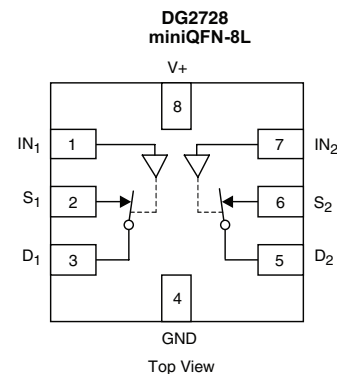 DG2728
miniQFN-8L
V+
8
IN1 1 7 IN2
S1 2 6 S2
D1 3 5 D2
4
GND
Top View